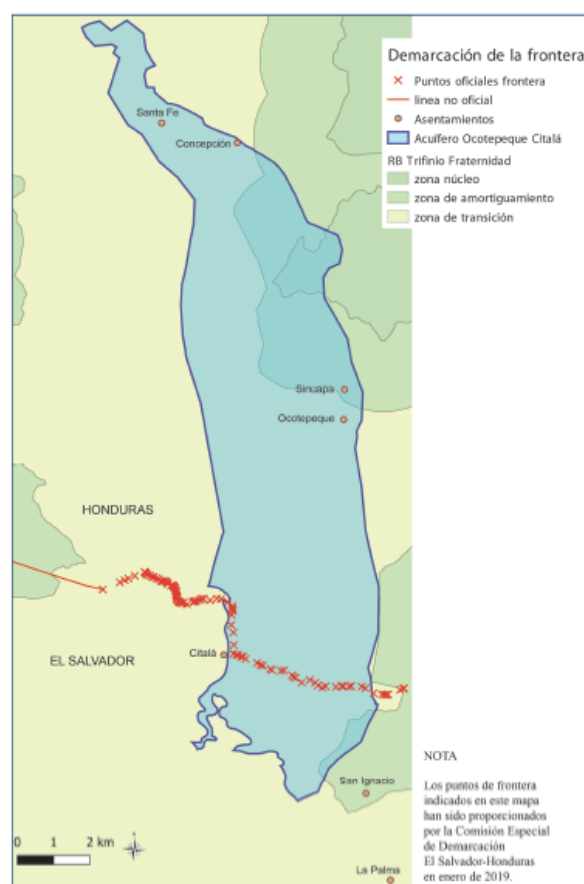 Demarcación de la frontera
Puntos oficiales frontera
linea no oficial
Asentamientos
Acuífero Ocotepeque Citalá
RB Trifinio Fraternidad
zona núcleo
zona de amortiguamiento
zona de transición
Santa Fe
Concepción
Sinuapa
Ocotepeque
HONDURAS
EL SALVADOR
Citalá
San Ignacio
La Palma
0 1 2 km
NOTA
Los puntos de frontera
indicados en este mapa
han sido proporcionados
por la Comisión Especial
de Demarcación
El Salvador-Honduras
en enero de 2019.